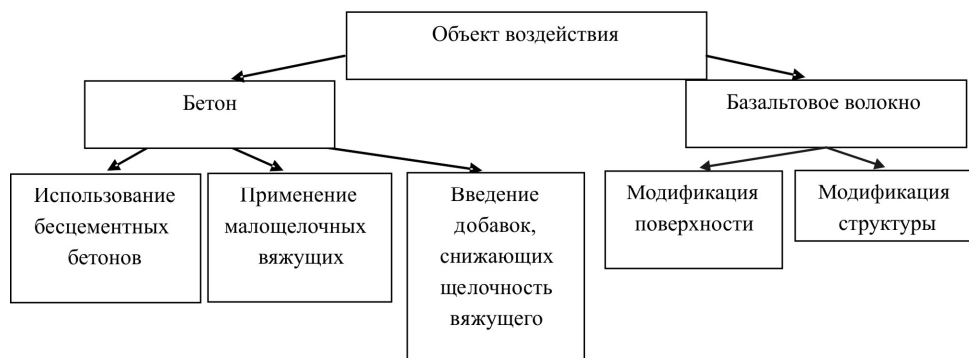 Объект воздействия
Бетон
Базальтовое волокно
Использование
бесцементных
бетонов
Применение
малощелочных
вяжущих
Введение
добавок,
снижающих
щелочность
вяжущего
Модификация
поверхности
Модификация
структуры